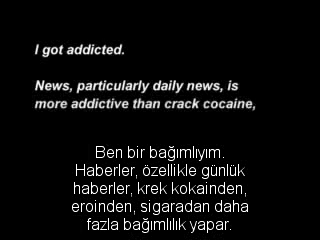 I got addicted.
News, particularly daily news, is
more addictive than crack cocaine,
Ben bir bağımlıyım.
Haberler, özellikle günlük
haberler, krek kokainden,
eroinden, sigaradan daha
fazla bağımlılık yapar.